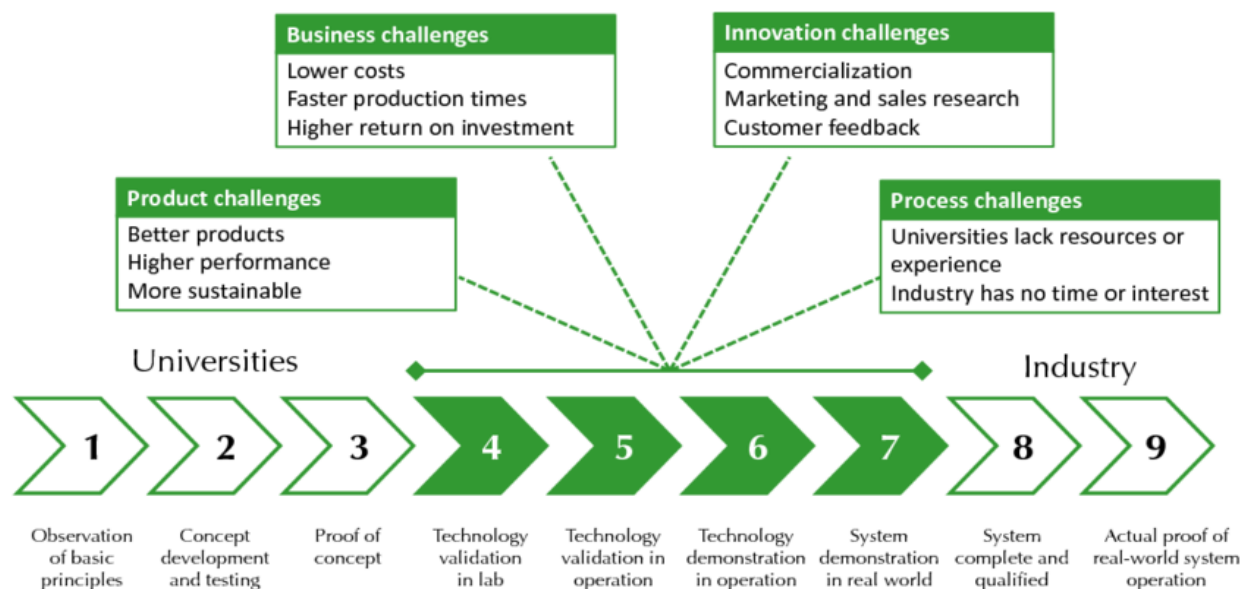 Business challenges
Lower costs
Faster production times
Higher return on investment
Innovation challenges
Commercialization
Marketing and sales research
Customer feedback
Product challenges
Better products
Higher performance
More sustainable
Process challenges
Universities lack resources or
experience
Industry has no time or interest
Universities
Industry
1
2
3
4
5
6
7
8
9
Observation
of basic
principles
Concept
development
and testing
Proof of
concept
Technology
validation
in lab
Technology
validation in
operation
Technology
demonstration
in operation
System
demonstration
in real world
System
complete and
qualified
Actual proof of
real-world system
operation